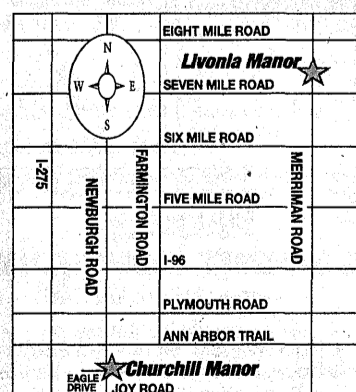 EIGHT MILE ROAD
N
Livonia Manor
W
E
SEVEN MILE ROAD
S
SIX MILE ROAD
I-275
NEWBURGH ROAD
FARMINGTON ROAD
MERRIMAN ROAD
FIVE MILE ROAD
I-96
PLYMOUTH ROAD
ANN ARBOR TRAIL
Churchill Manor
EAGLE
DRIVE
JOY ROAD